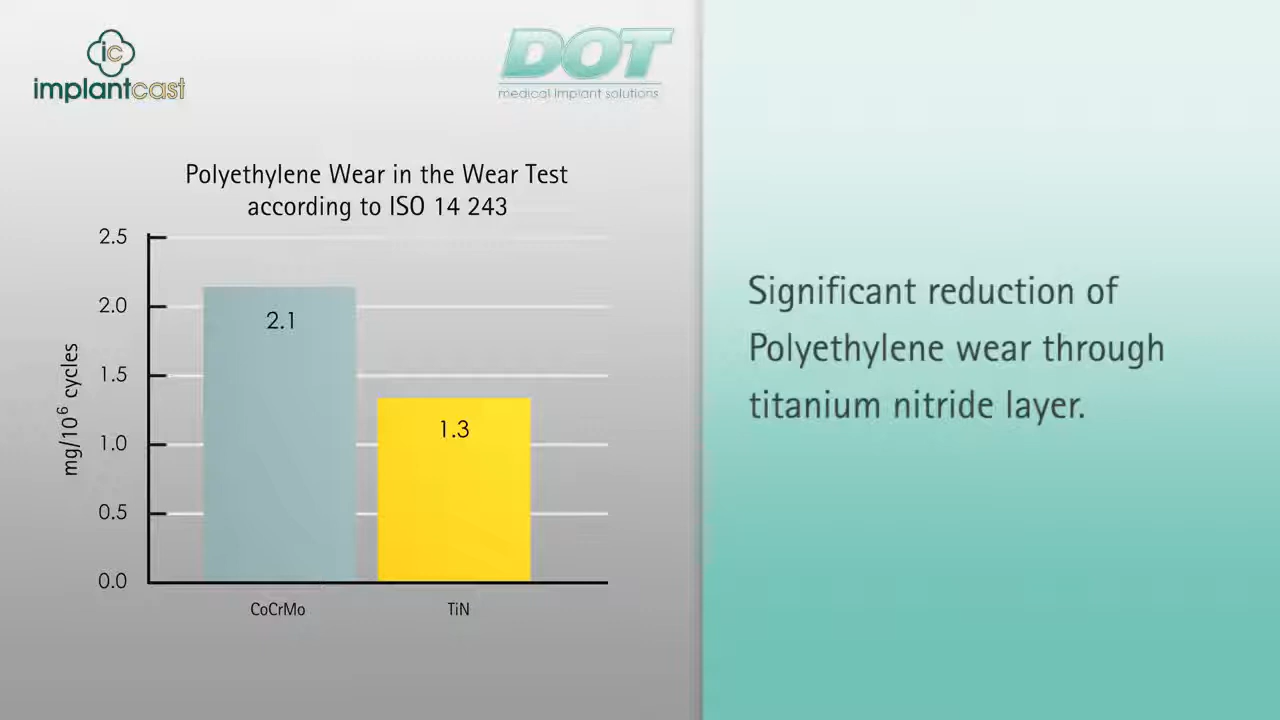 ic
implantcast
DOT
medical implant solutions
Polyethylene Wear in the Wear Test
according to ISO 14 243
2.5
2.0
1.5
1.0
0.5
0.0
mg/10⁶ cycles
2.1
1.3
CoCrMo
TiN
Significant reduction of
Polyethylene wear through
titanium nitride layer.